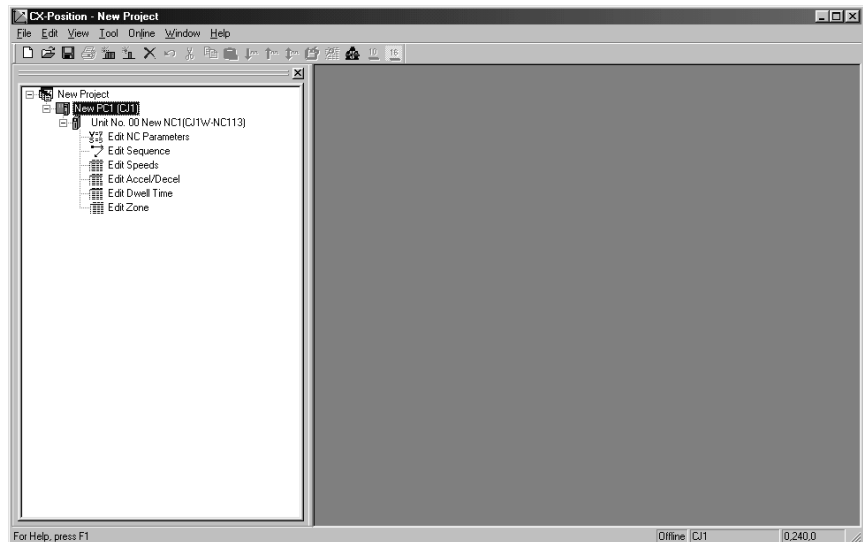 CX-Position - New Project
File Edit View Tool Online Window Help
10 16
New Project
New PC1 (CJ1)
Unit No. 00 New NC1(CJ1W-NC113)
Edit NC Parameters
Edit Sequence
Edit Speeds
Edit Accel/Decel
Edit Dwell Time
Edit Zone
For Help, press F1 Offline CJ1 0,240,0